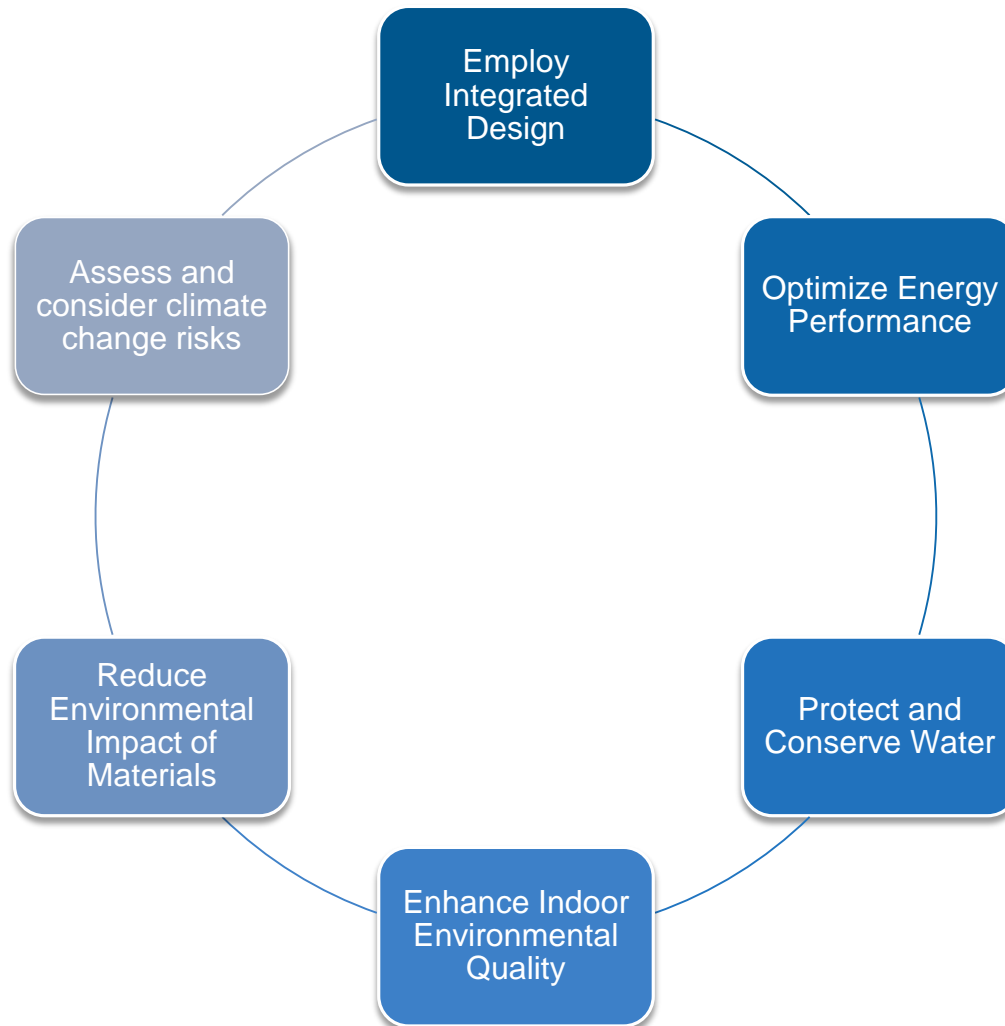 Employ
Integrated
Design
Optimize Energy
Performance
Protect and
Conserve Water
Enhance Indoor
Environmental
Quality
Reduce
Environmental
Impact of
Materials
Assess and
consider climate
change risks